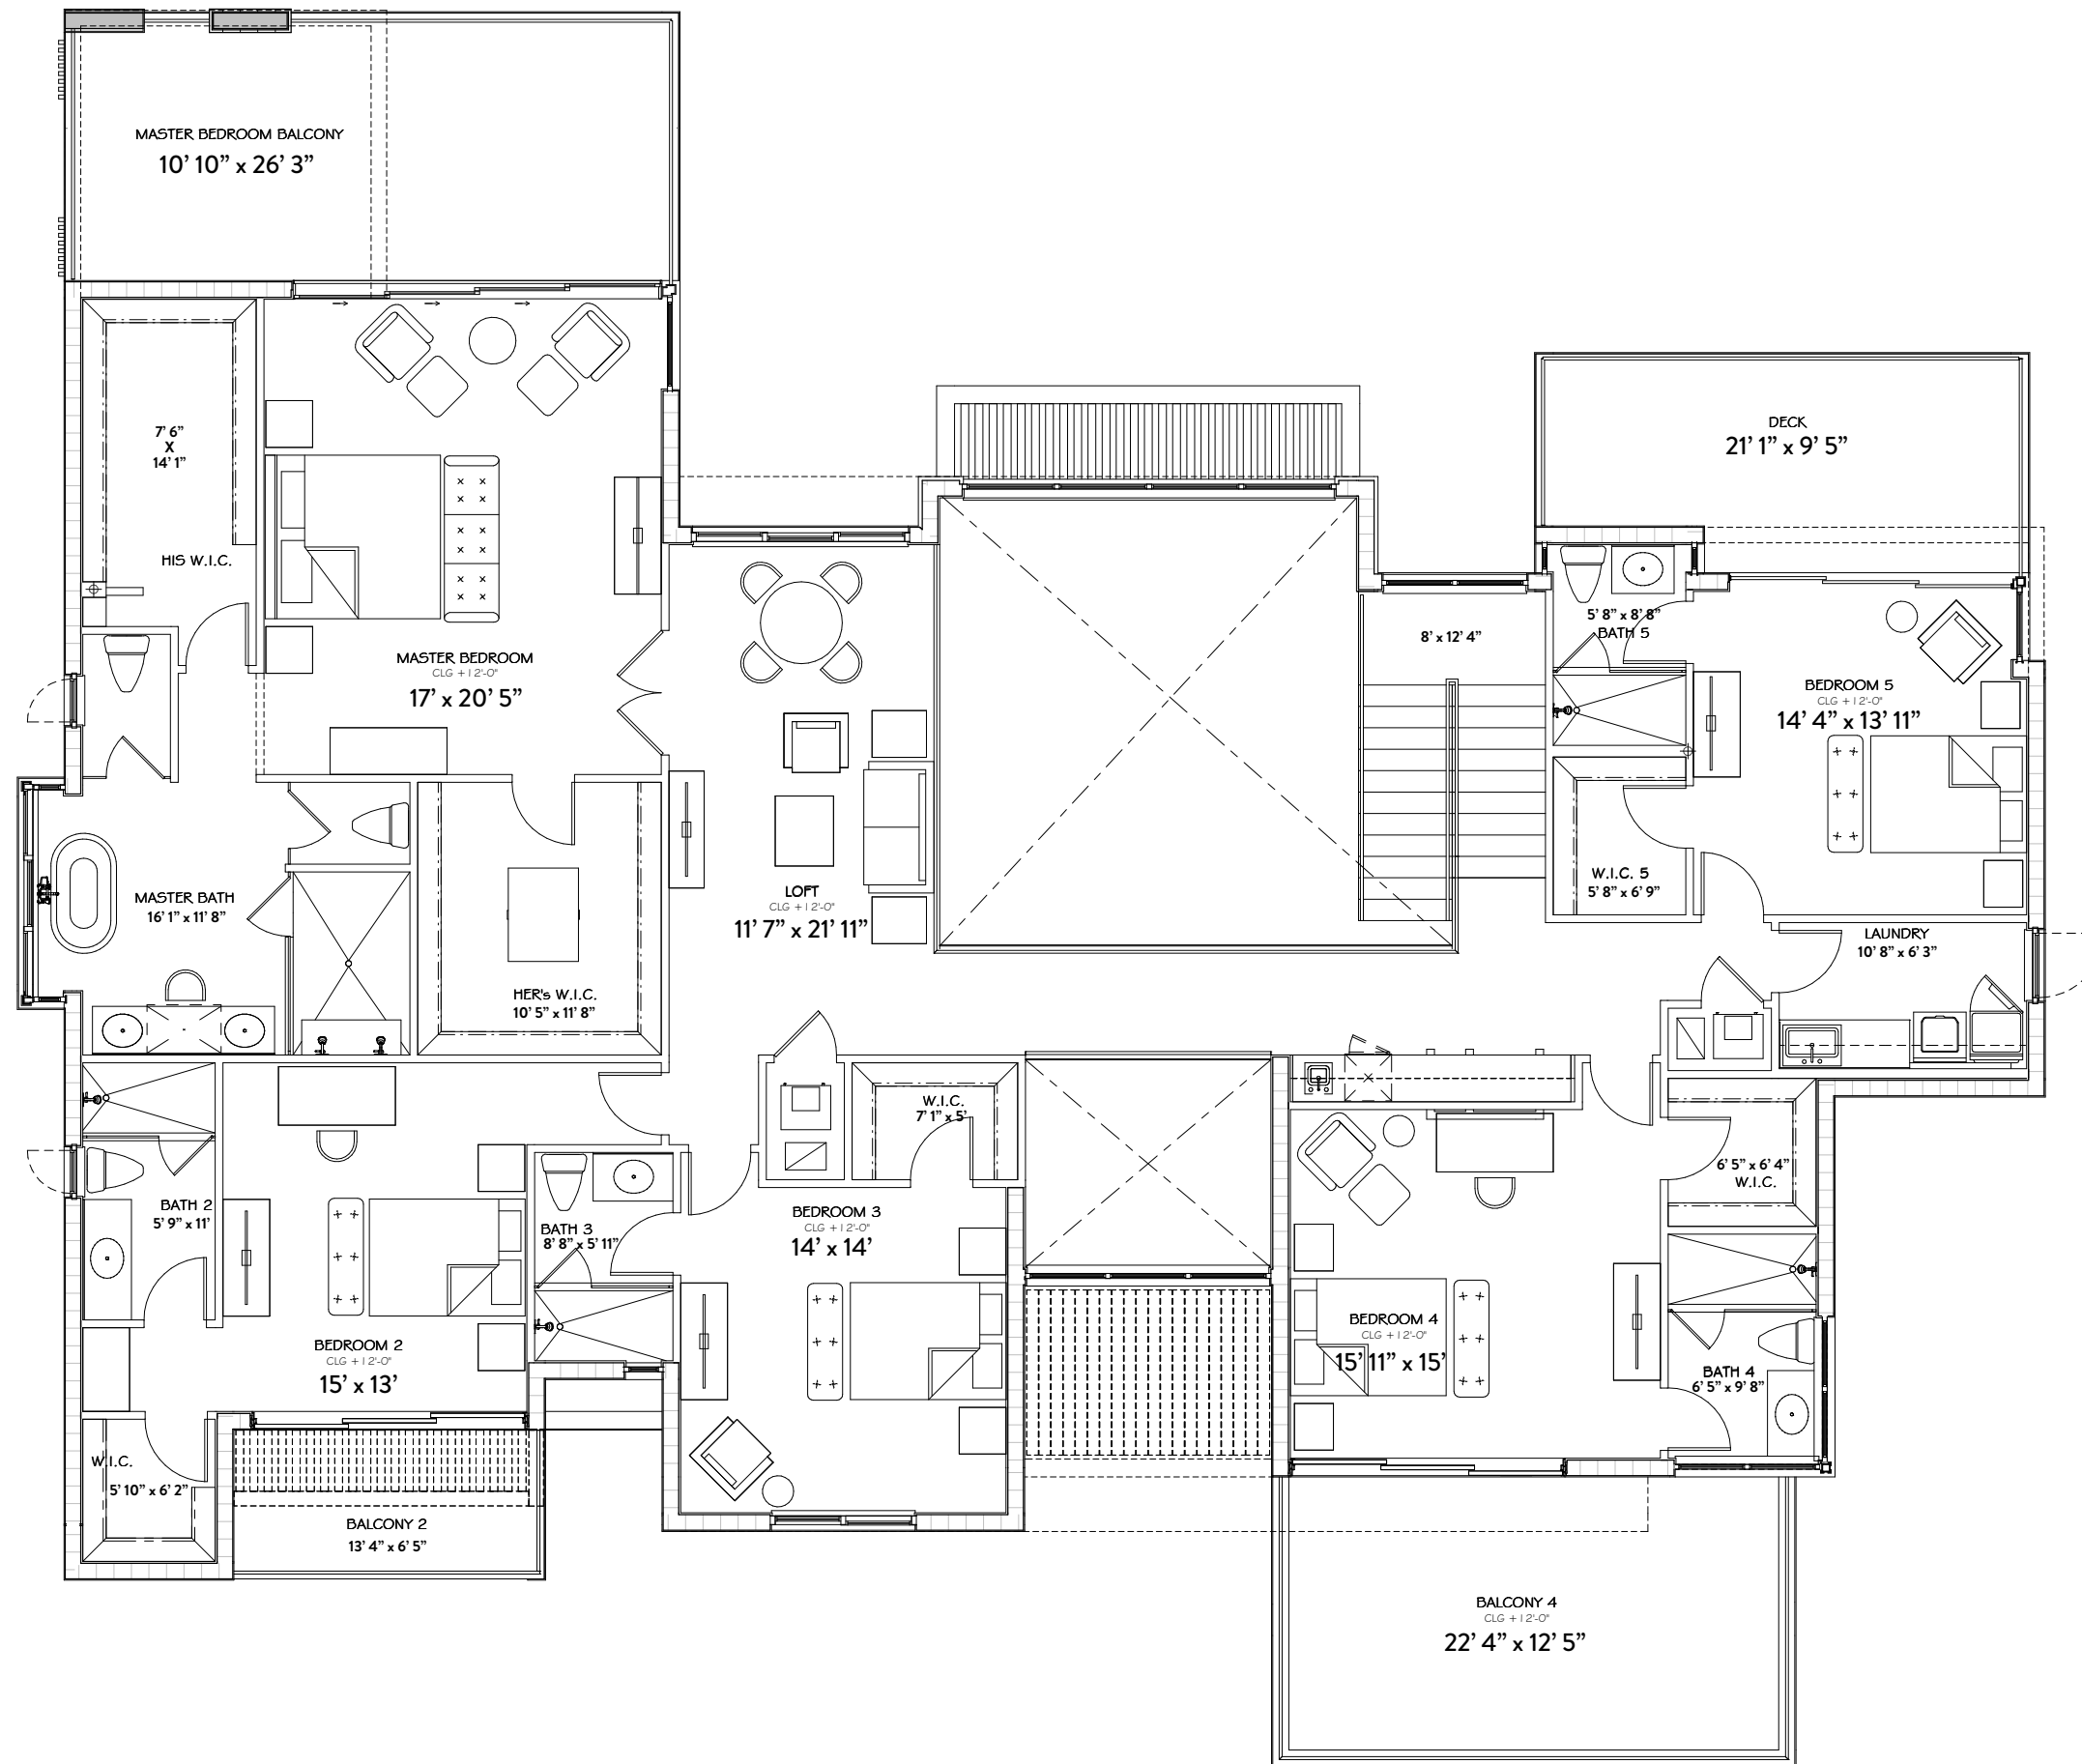 MASTER BEDROOM BALCONY
10' 10" x 26' 3"
7' 6"
X
14' 1"
HIS W.I.C.
MASTER BEDROOM
CLG +12'-0"
17' x 20' 5"
MASTER BATH
16' 1" x 11' 8"
HER's W.I.C.
10' 5" x 11' 8"
LOFT
CLG +12'-0"
11' 7" x 21' 11"
8' x 12' 4"
DECK
21' 1" x 9' 5"
5' 8" x 8' 8"
BATH 5
BEDROOM 5
CLG +12'-0"
14' 4" x 13' 11"
W.I.C. 5
5' 8" x 6' 9"
LAUNDRY
10' 8" x 6' 3"
BATH 2
5' 9" x 11'
BEDROOM 2
CLG +12'-0"
15' x 13'
W.I.C.
5' 10" x 6' 2"
BALCONY 2
13' 4" x 6' 5"
BATH 3
8' 8" x 5' 11"
W.I.C.
7' 1" x 5'
BEDROOM 3
CLG +12'-0"
14' x 14'
BEDROOM 4
CLG +12'-0"
15' 11" x 15'
6' 5" x 6' 4"
W.I.C.
BATH 4
6' 5" x 9' 8"
BALCONY 4
CLG +12'-0"
22' 4" x 12' 5"